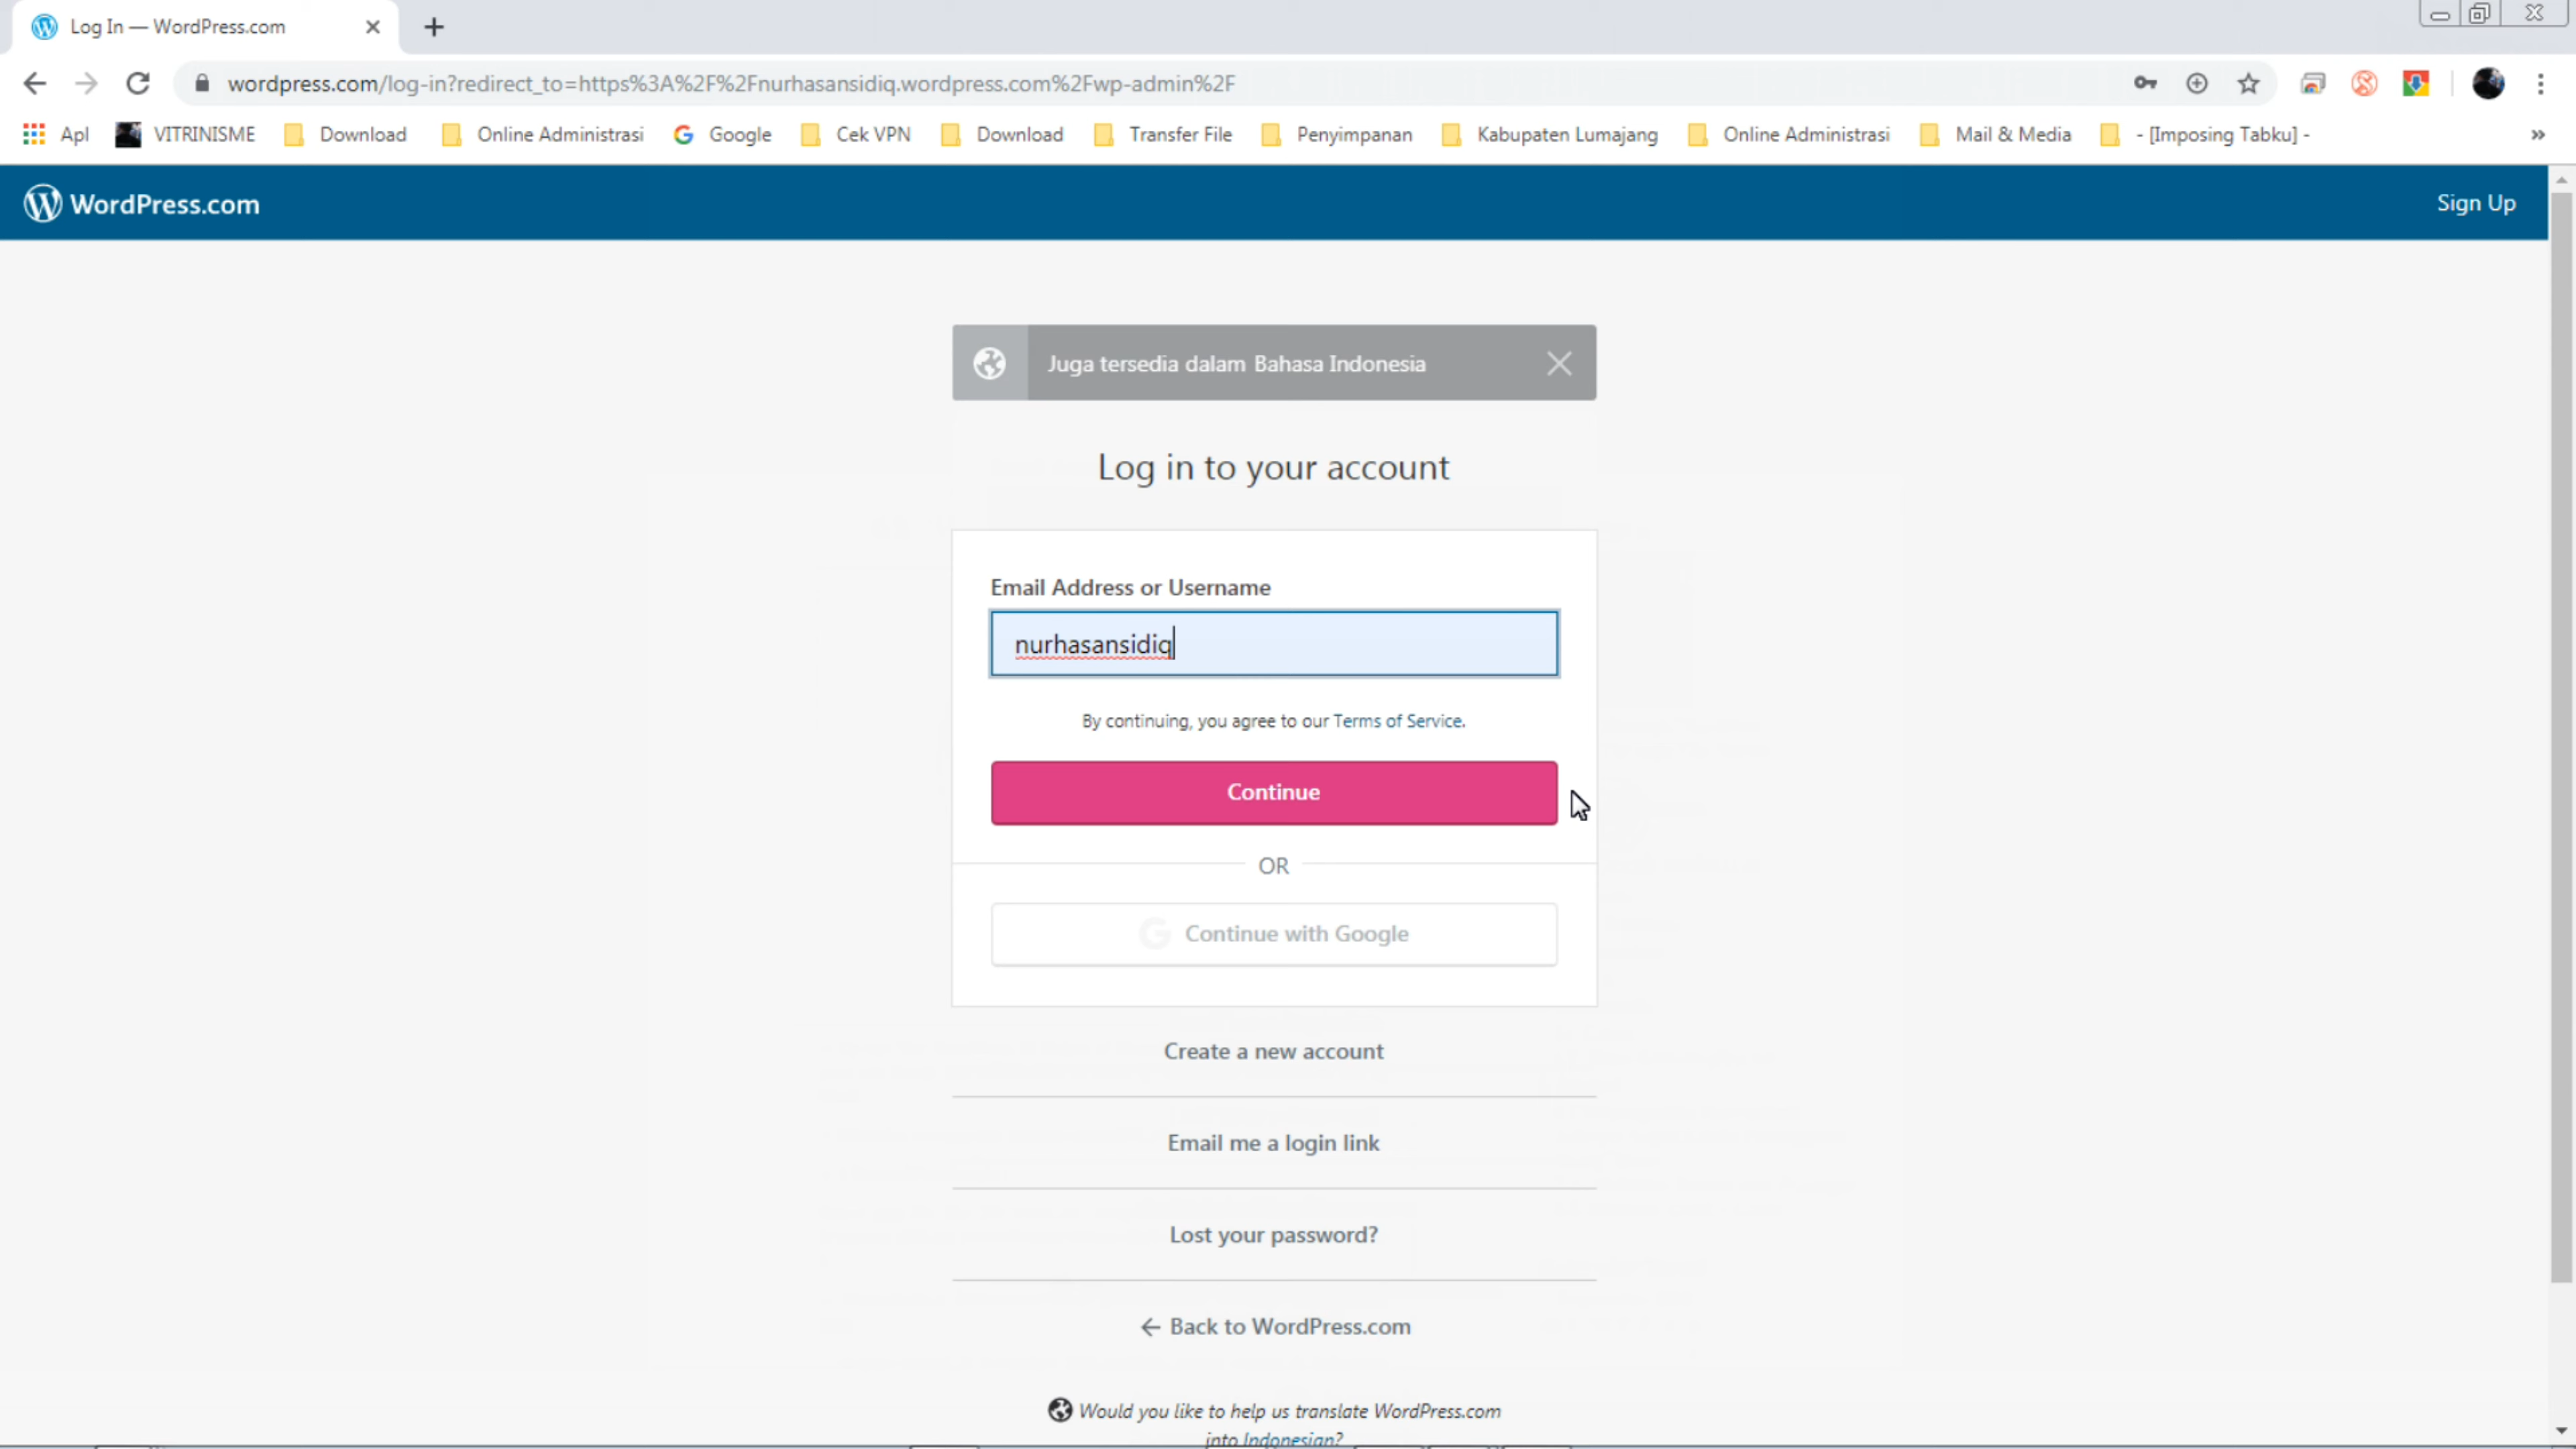 Log In — WordPress.com
wordpress.com/log-in?redirect_to=https%3A%2F%2Fnurhasansidiq.wordpress.com%2Fwp-admin%2F
Apl VITRINISME Download Online Administrasi Google Cek VPN Download Transfer File Penyimpanan Kabupaten Lumajang Online Administrasi Mail & Media - [Imposing Tabku] - »
WordPress.com Sign Up
Juga tersedia dalam Bahasa Indonesia
Log in to your account
Email Address or Username
nurhasansidiq
By continuing, you agree to our Terms of Service.
Continue
OR
Continue with Google
Create a new account
Email me a login link
Lost your password?
← Back to WordPress.com
Would you like to help us translate WordPress.com
into Indonesian?